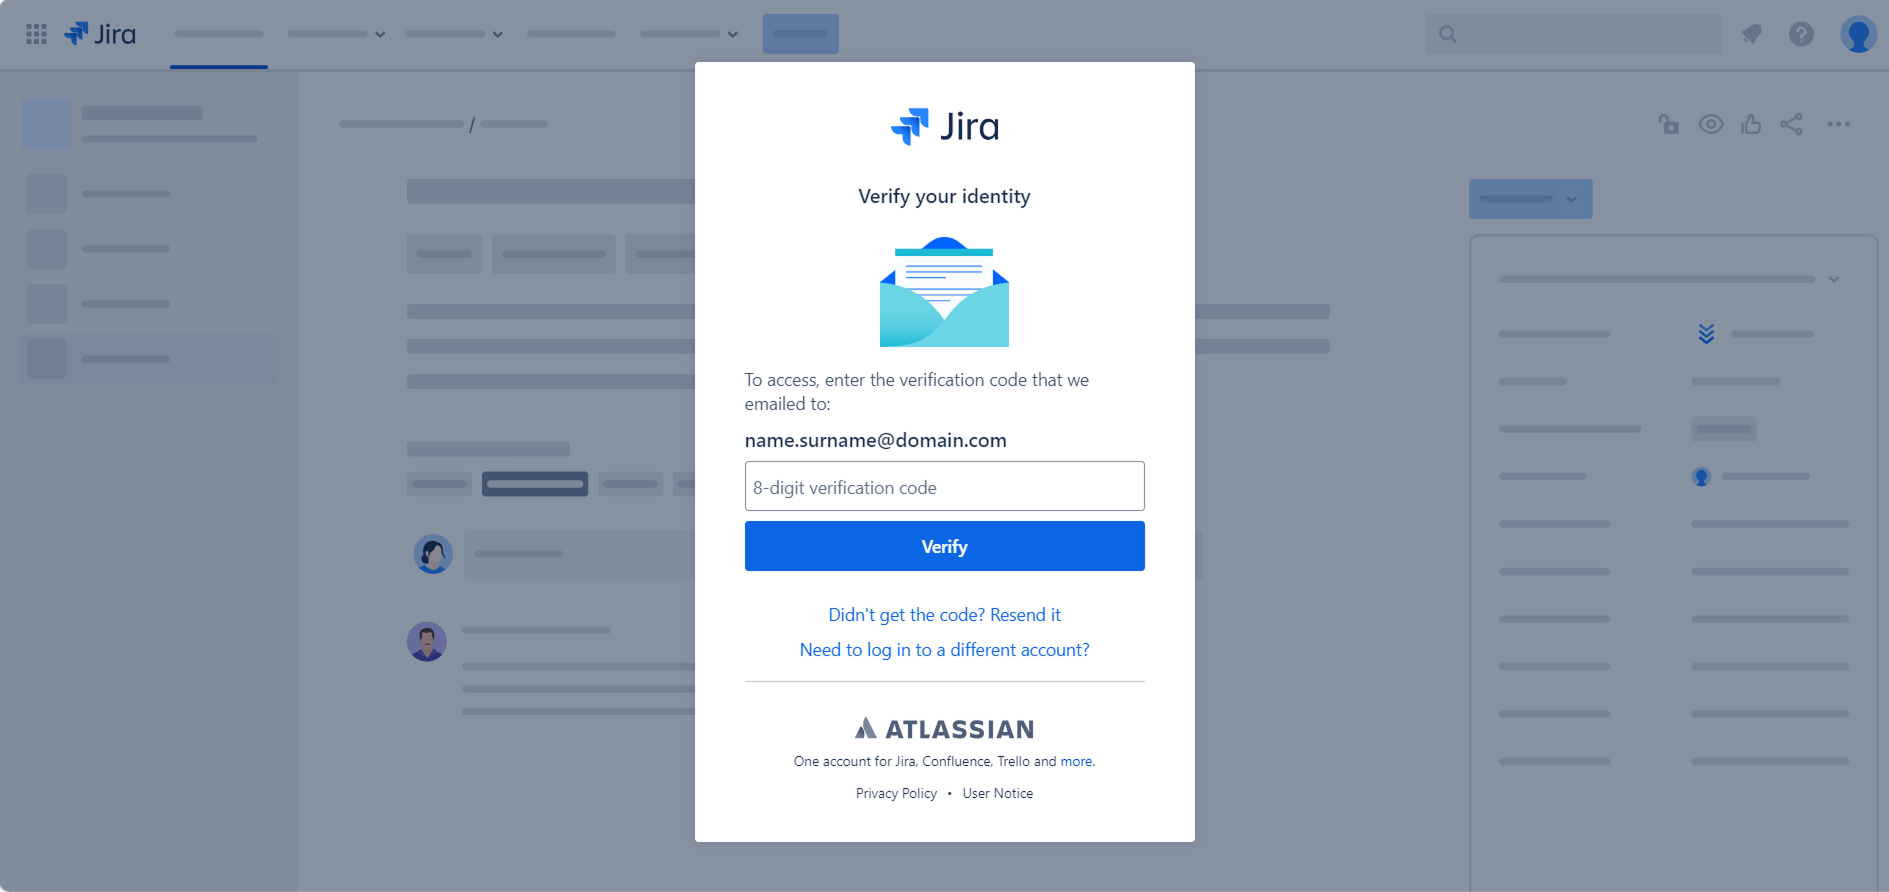 Jira
/
Jira
Verify your identity
To access, enter the verification code that we
emailed to:
name.surname@domain.com
8-digit verification code
Verify
Didn't get the code? Resend it
Need to log in to a different account?
ATLASSIAN
One account for Jira, Confluence, Trello and more.
Privacy Policy • User Notice